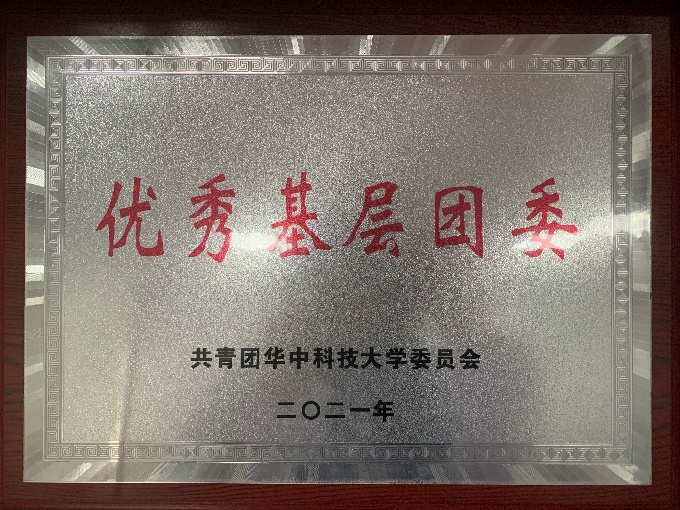 优秀基层团委
共青团华中科技大学委员会
二〇二一年